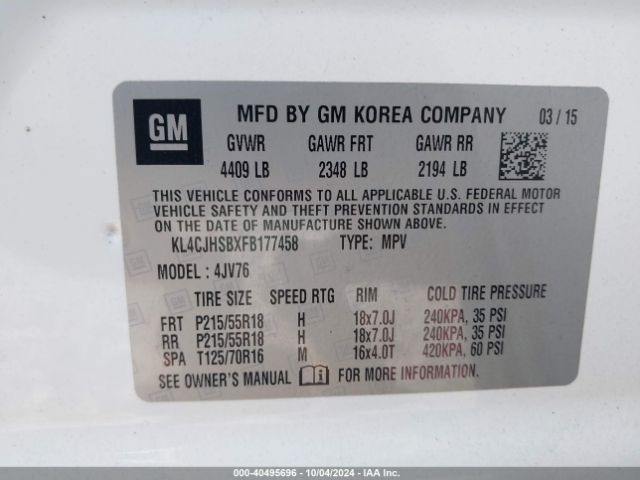 GM
MFD BY GM KOREA COMPANY 03 / 15
GVWR GAWR FRT GAWR RR
4409 LB 2348 LB 2194 LB
THIS VEHICLE CONFORMS TO ALL APPLICABLE U.S. FEDERAL MOTOR
VEHICLE SAFETY AND THEFT PREVENTION STANDARDS IN EFFECT
ON THE DATE OF MANUFACTURE SHOWN ABOVE.
KL4CJHSBXFB177458 TYPE: MPV
MODEL : 4JV76
TIRE SIZE SPEED RTG RIM COLD TIRE PRESSURE
FRT P215/55R18 H 18x7.0J 240KPA, 35 PSI
RR P215/55R18 H 18x7.0J 240KPA, 35 PSI
SPA T125/70R16 M 16x4.0T 420KPA, 60 PSI
SEE OWNER'S MANUAL i FOR MORE INFORMATION.
000-40495696 - 10/04/2024 - IAA Inc.